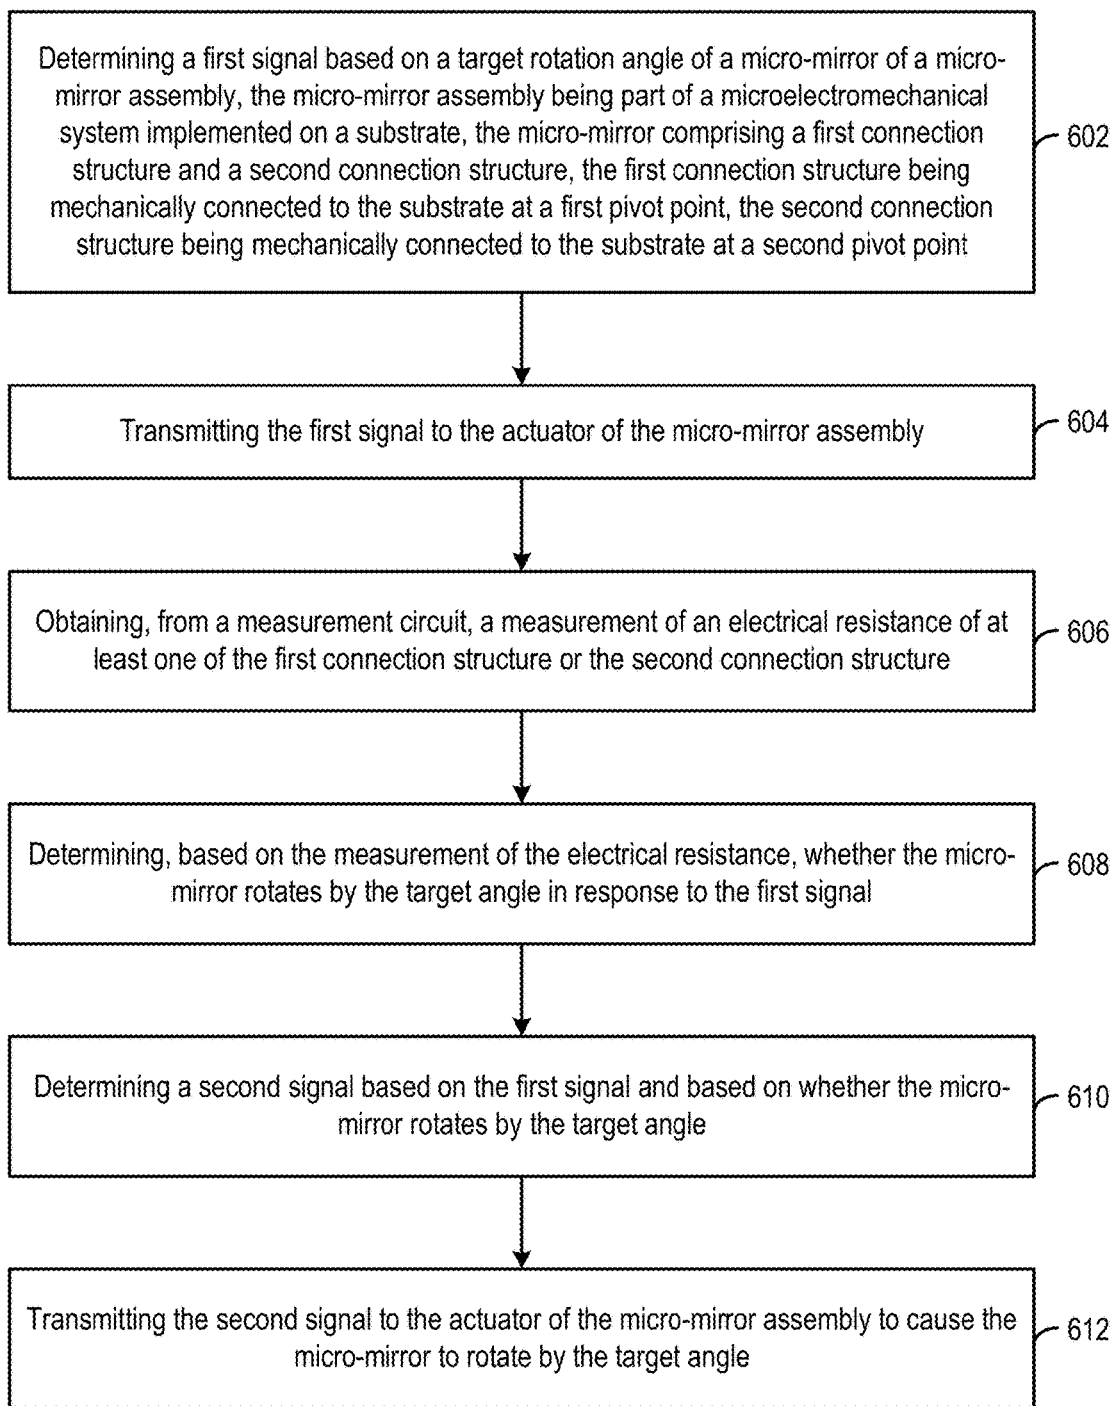 Determining a first signal based on a target rotation angle of a micro-mirror of a micro-
mirror assembly, the micro-mirror assembly being part of a microelectromechanical
system implemented on a substrate, the micro-mirror comprising a first connection
structure and a second connection structure, the first connection structure being
mechanically connected to the substrate at a first pivot point, the second connection
structure being mechanically connected to the substrate at a second pivot point
602
Transmitting the first signal to the actuator of the micro-mirror assembly
604
Obtaining, from a measurement circuit, a measurement of an electrical resistance of at
least one of the first connection structure or the second connection structure
606
Determining, based on the measurement of the electrical resistance, whether the micro-
mirror rotates by the target angle in response to the first signal
608
Determining a second signal based on the first signal and based on whether the micro-
mirror rotates by the target angle
610
Transmitting the second signal to the actuator of the micro-mirror assembly to cause the
micro-mirror to rotate by the target angle
612